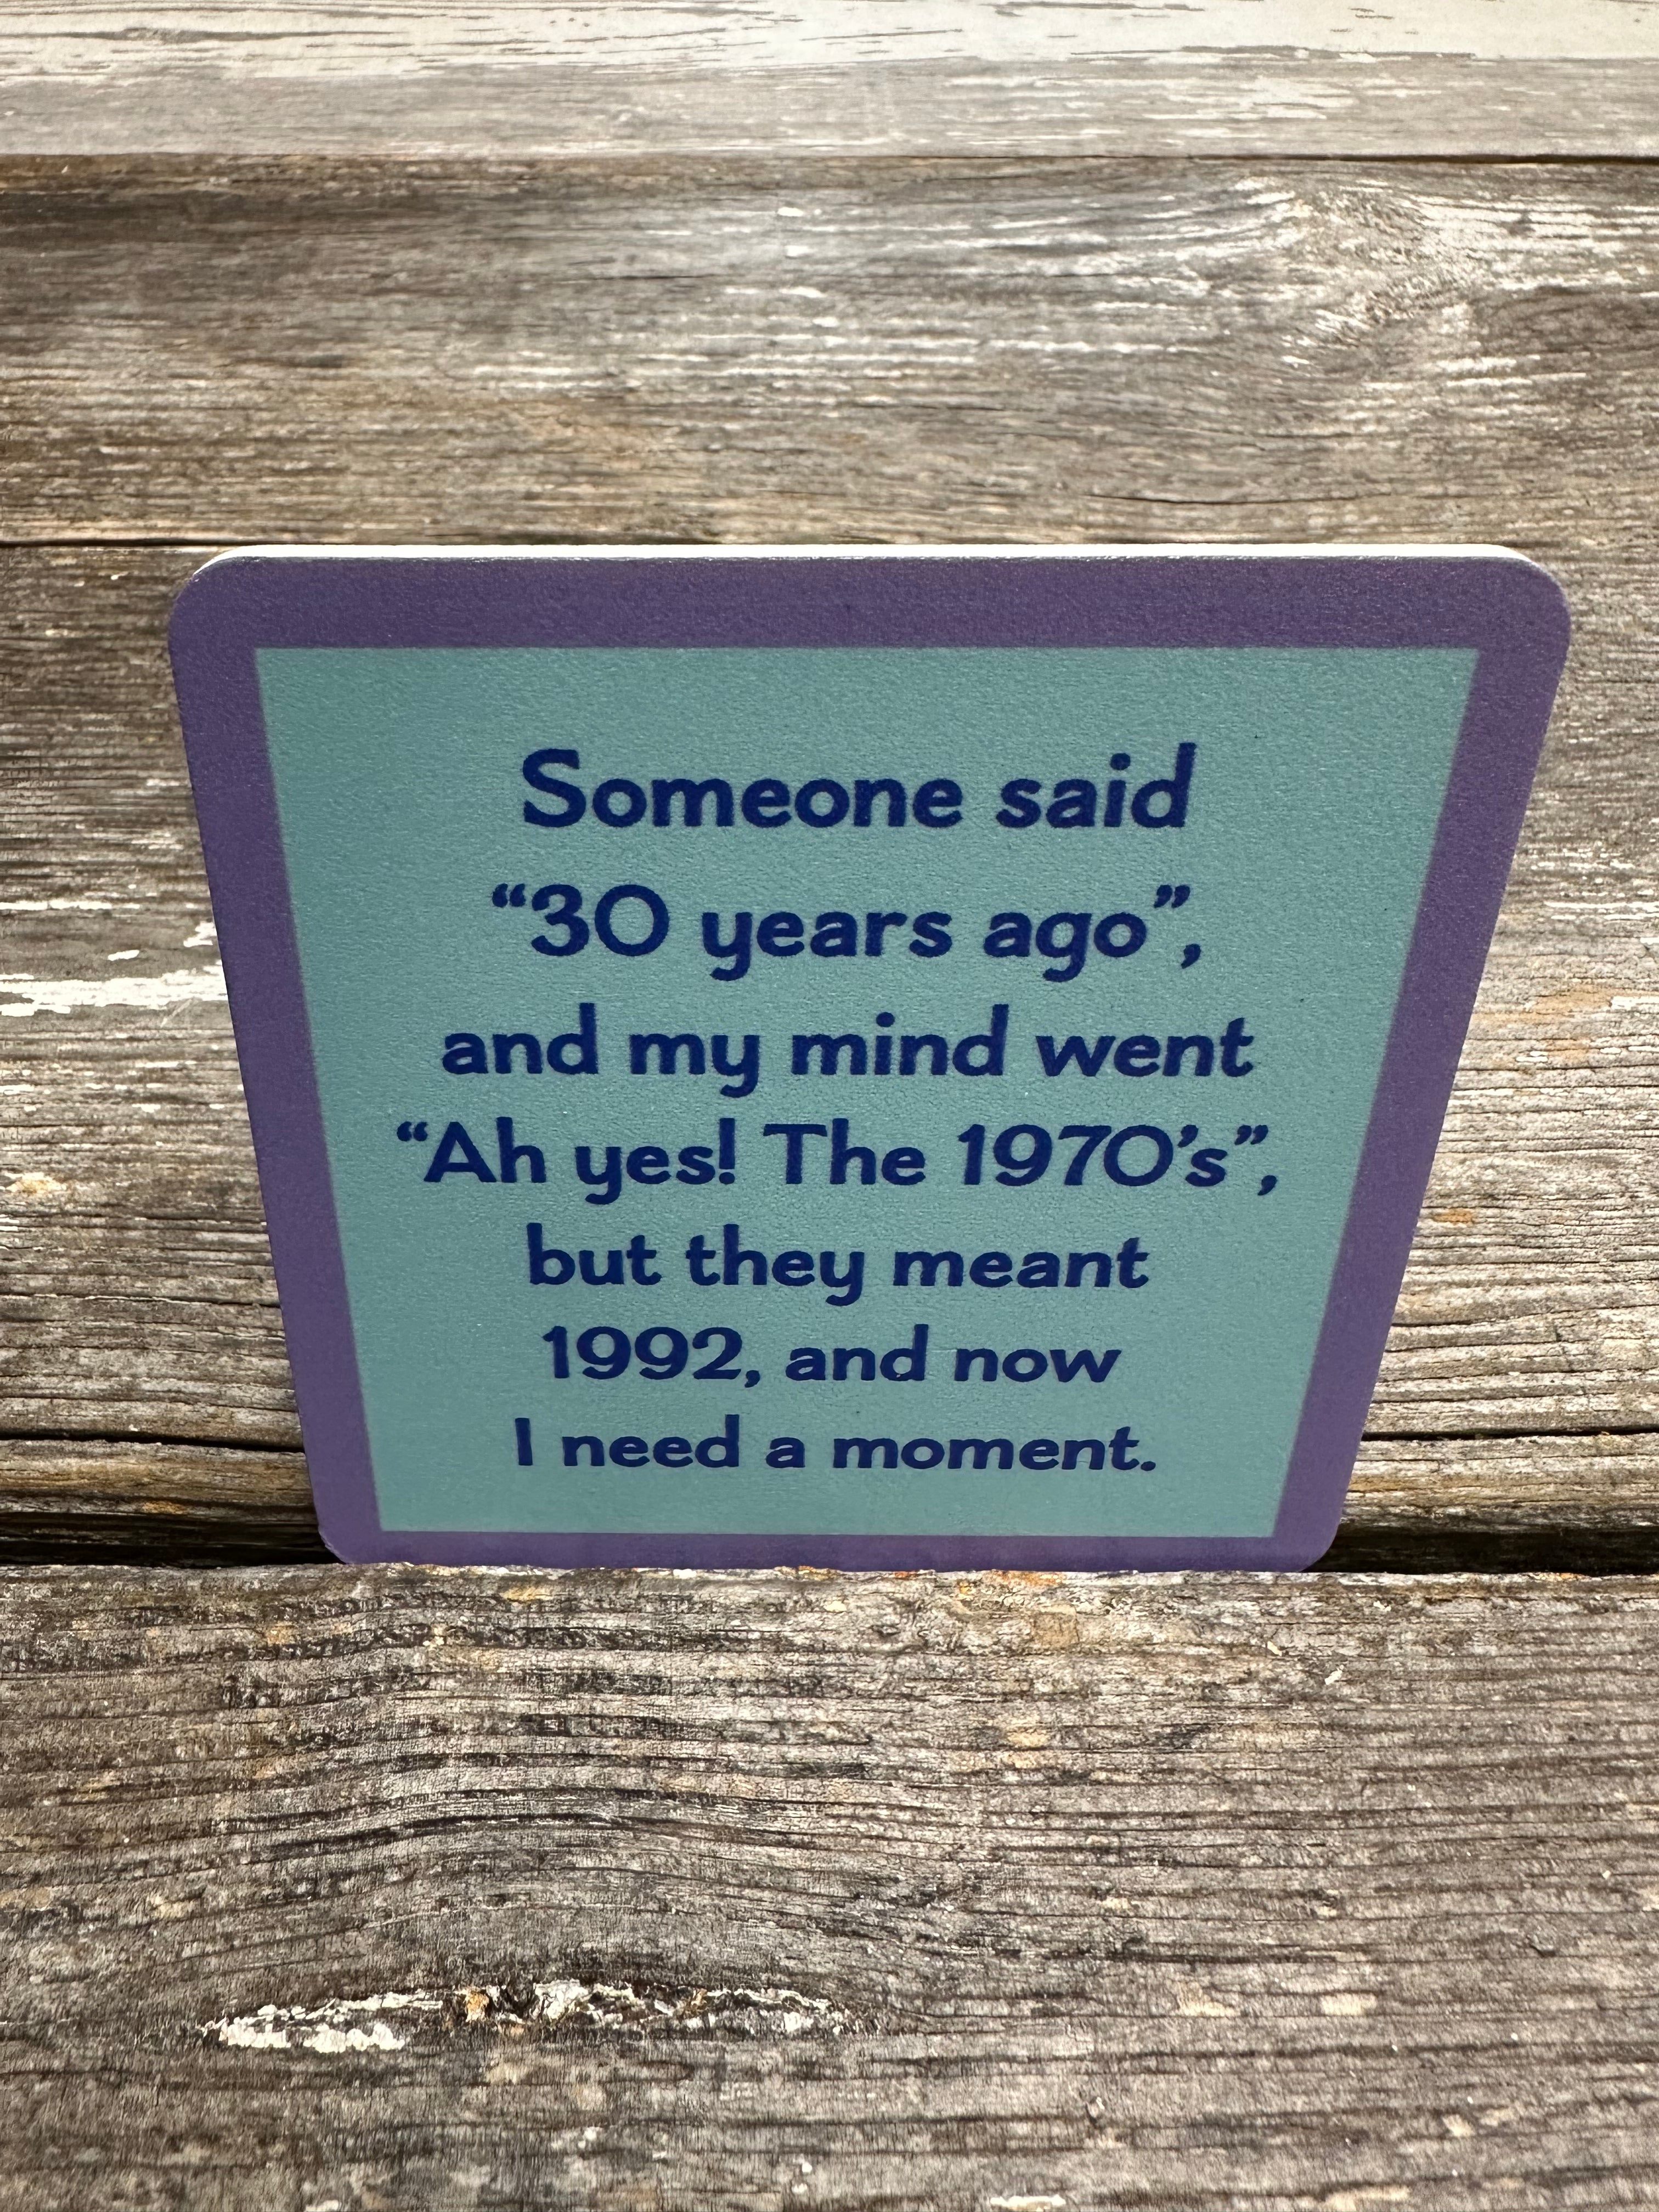 Someone said
“30 years ago”,
and my mind went
“Ah yes! The 1970’s”,
but they meant
1992, and now
I need a moment.